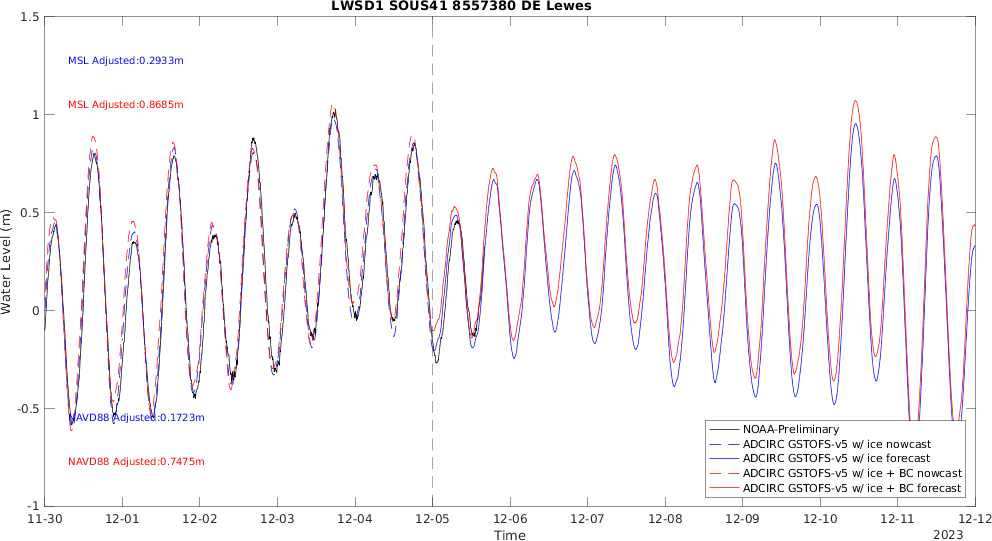 LWSD1 SOUS41 8557380 DE Lewes
1.5
1
0.5
0
-0.5
-1
Water Level (m)
MSL Adjusted:0.2933m
MSL Adjusted:0.8685m
NAVD88 Adjusted:0.1723m
NAVD88 Adjusted:0.7475m
NOAA-Preliminary
ADCIRC GSTOFS-v5 w/ ice nowcast
ADCIRC GSTOFS-v5 w/ ice forecast
ADCIRC GSTOFS-v5 w/ ice + BC nowcast
ADCIRC GSTOFS-v5 w/ ice + BC forecast
11-30 12-01 12-02 12-03 12-04 12-05 12-06 12-07 12-08 12-09 12-10 12-11 12-12
Time
2023